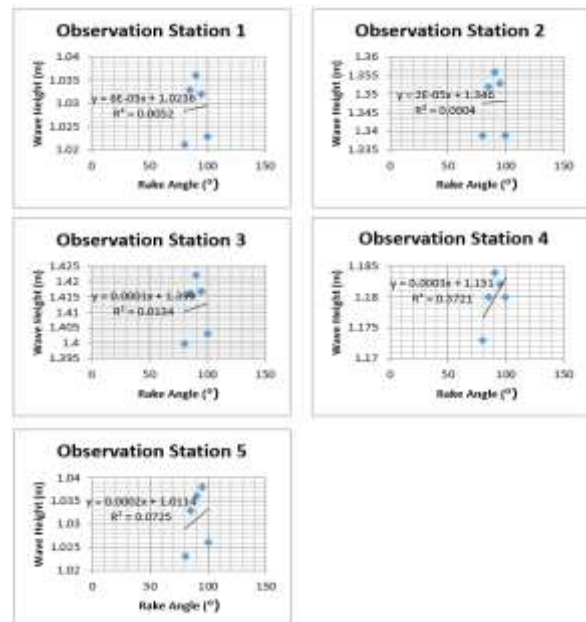 Observation Station 1
Wave Height (m)
1.04
1.035
1.03
1.025
1.02
R² = 0.0052
0
50
100
150
Rake Angle (°)
Observation Station 2
Wave Height (m)
1.36
1.355
1.35
1.345
1.34
1.335
y = 2E-05x + 1.346
R² = 0.0004
0
50
100
150
Rake Angle (°)
Observation Station 3
Wave Height (m)
1.425
1.42
1.415
1.41
1.405
1.4
1.395
y = 0.0001x + 1.399
R² = 0.0134
0
50
100
150
Rake Angle (°)
Observation Station 4
Wave Height (m)
1.185
1.18
1.175
1.17
y = 0.0003x + 1.151
R² = 0.3721
0
50
100
150
Rake Angle (°)
Observation Station 5
Wave Height (m)
1.04
1.035
1.03
1.025
1.02
y = 0.0002x + 1.0114
R² = 0.0725
0
50
100
150
Rake Angle (°)